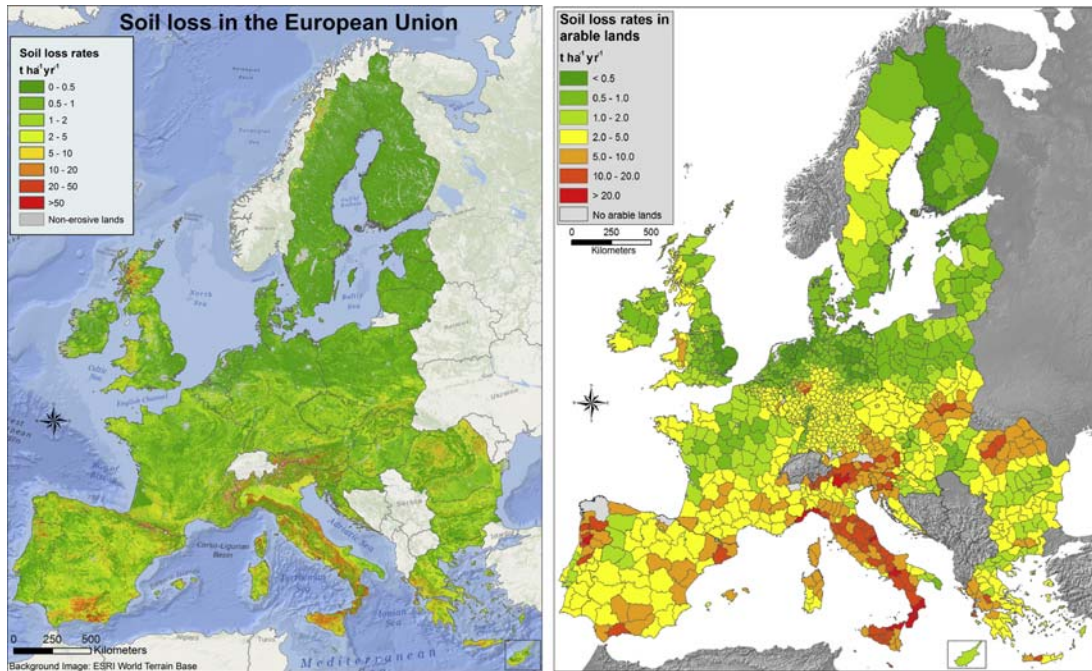 Soil loss in the European Union
Soil loss rates
t ha⁻¹ yr⁻¹
0 - 0.5
0.5 - 1
1 - 2
2 - 5
5 - 10
10 - 20
20 - 50
>50
Non-erosive lands
North
Sea
Baltic
Sea
Celtic
Sea
English Channel
Ukraine
Serbia
Adriatic Sea
Corso-Ligurian
Basin
Tyrrhenian
Ionian
Sea
Mediterranean
0 250 500
Kilometers
Background Image: ESRI World Terrain Base
Soil loss rates in
arable lands
t ha⁻¹ yr⁻¹
< 0.5
0.5 - 1.0
1.0 - 2.0
2.0 - 5.0
5.0 - 10.0
10.0 - 20.0
> 20.0
No arable lands
0 250 500
Kilometers